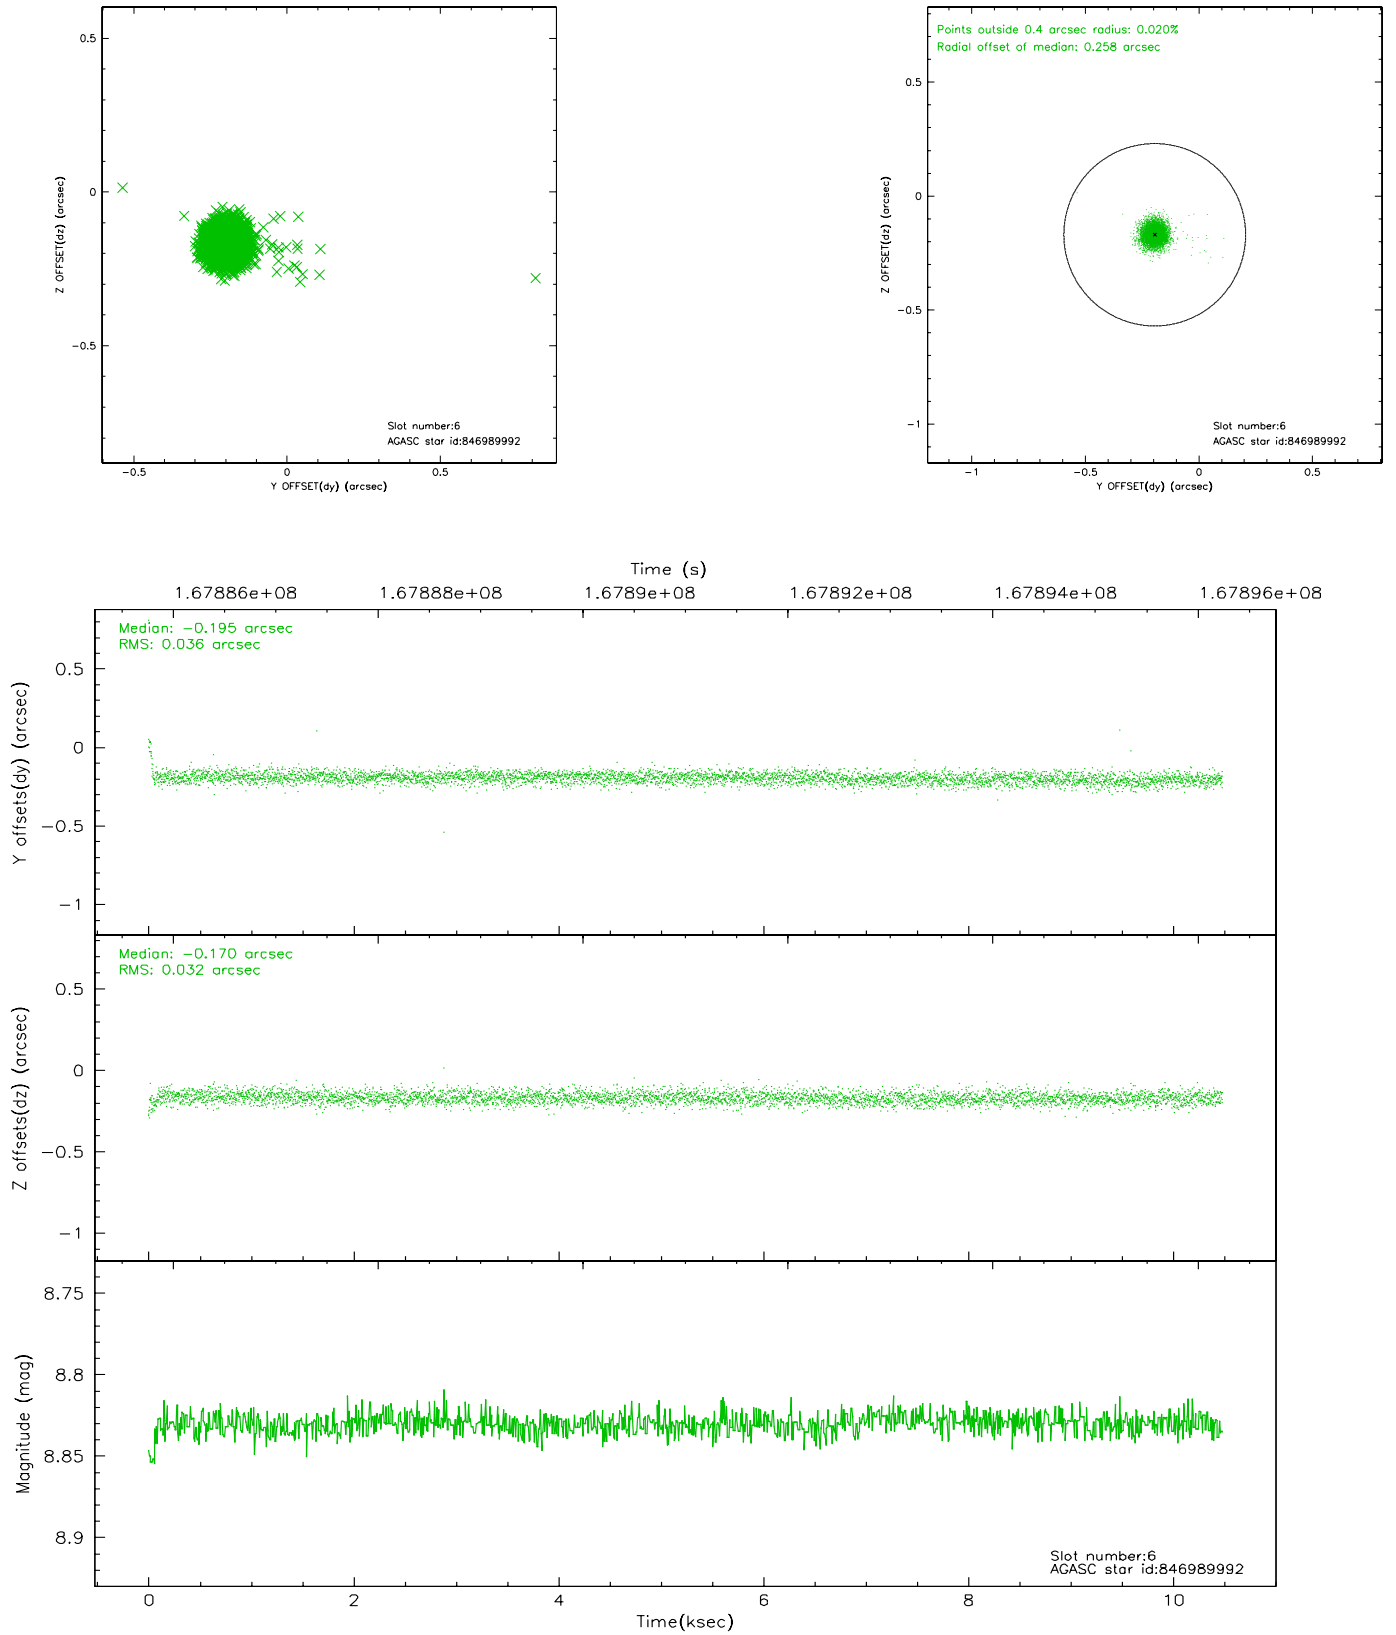 0.5
0
-0.5
Z OFFSET(dz) (arcsec)
Slot number:6
AGASC star id:846989992
-0.5
0
0.5
Y OFFSET(dy) (arcsec)
Points outside 0.4 arcsec radius: 0.020%
Radial offset of median: 0.258 arcsec
0.5
0
-0.5
-1
Z OFFSET(dz) (arcsec)
Slot number:6
AGASC star id:846989992
-1
-0.5
0
0.5
Y OFFSET(dy) (arcsec)
Time (s)
1.67886e+08
1.67888e+08
1.6789e+08
1.67892e+08
1.67894e+08
1.67896e+08
Median: -0.195 arcsec
RMS: 0.036 arcsec
0.5
0
-0.5
-1
Y offsets(dy) (arcsec)
Median: -0.170 arcsec
RMS: 0.032 arcsec
0.5
0
-0.5
-1
Z offsets(dz) (arcsec)
8.75
8.8
8.85
8.9
Magnitude (mag)
Slot number:6
AGASC star id:846989992
0
2
4
6
8
10
Time(ksec)